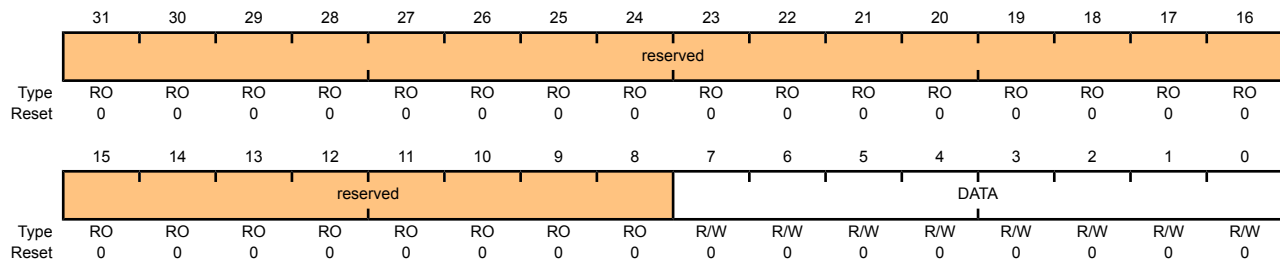 31 30 29 28 27 26 25 24 23 22 21 20 19 18 17 16
reserved
Type RO RO RO RO RO RO RO RO RO RO RO RO RO RO RO RO
Reset 0 0 0 0 0 0 0 0 0 0 0 0 0 0 0 0
15 14 13 12 11 10 9 8 7 6 5 4 3 2 1 0
reserved DATA
Type RO RO RO RO RO RO RO RO R/W R/W R/W R/W R/W R/W R/W R/W
Reset 0 0 0 0 0 0 0 0 0 0 0 0 0 0 0 0